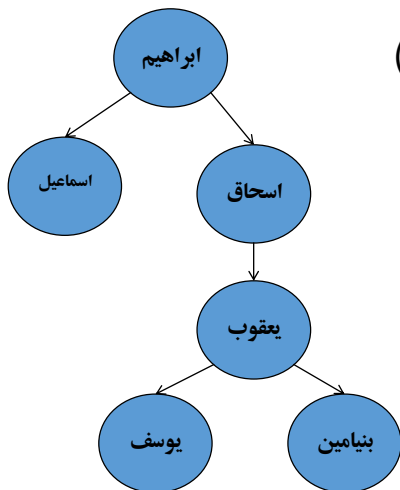 (
ابراهیم
اسحاق
اسماعیل
یعقوب
بنیامین
یوسف